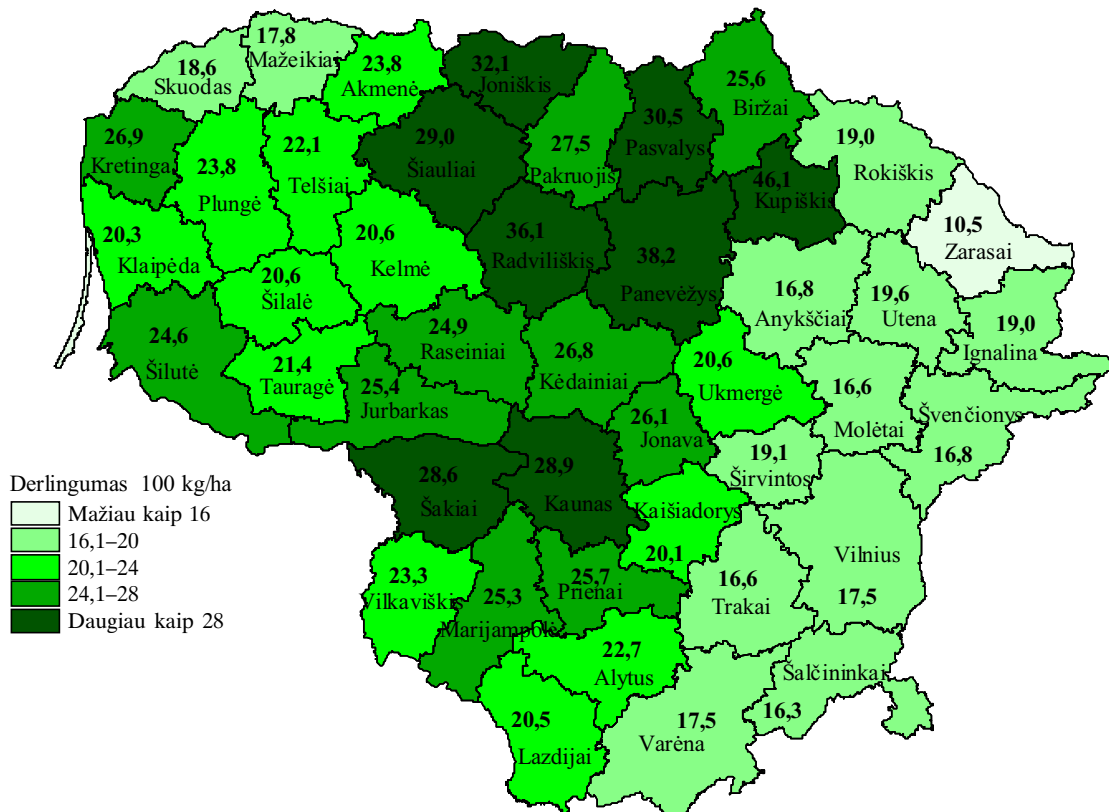 17,8
Mažeikiai
18,6
Skuodas
23,8
Akmenė
32,1
Joniškis
25,6
Biržai
26,9
Kretinga
23,8
Plungė
22,1
Telšiai
29,0
Šiauliai
27,5
Pakruojis
30,5
Pasvalys
19,0
Rokiškis
46,1
Kupiškis
10,5
Zarasai
20,3
Klaipėda
20,6
Kelmė
36,1
Radviliškis
38,2
Panevėžys
20,6
Šilalė
16,8
Anykščiai
19,6
Utena
19,0
Ignalina
24,6
Šilutė
21,4
Tauragė
24,9
Raseiniai
25,4
Jurbarkas
26,8
Kėdainiai
20,6
Ukmergė
16,6
Molėtai
Švenčionys
16,8
26,1
Jonava
19,1
Širvintos
28,6
Šakiai
28,9
Kaunas
Kaišiadorys
20,1
Vilnius
17,5
23,3
Vilkaviškis
25,3
Marijampolė
25,7
Prienai
16,6
Trakai
22,7
Alytus
Šalčininkai
16,3
20,5
Lazdijai
17,5
Varėna
Derlingumas 100 kg/ha
Mažiau kaip 16
16,1–20
20,1–24
24,1–28
Daugiau kaip 28